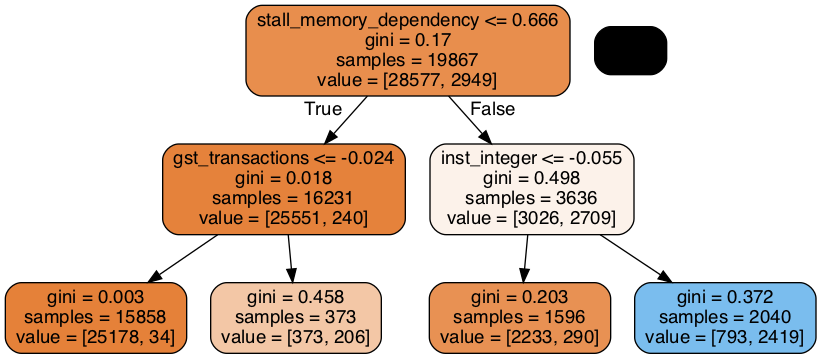 stall_memory_dependency <= 0.666
gini = 0.17
samples = 19867
value = [28577, 2949]
True
False
gst_transactions <= -0.024
gini = 0.018
samples = 16231
value = [25551, 240]
inst_integer <= -0.055
gini = 0.498
samples = 3636
value = [3026, 2709]
gini = 0.003
samples = 15858
value = [25178, 34]
gini = 0.458
samples = 373
value = [373, 206]
gini = 0.203
samples = 1596
value = [2233, 290]
gini = 0.372
samples = 2040
value = [793, 2419]